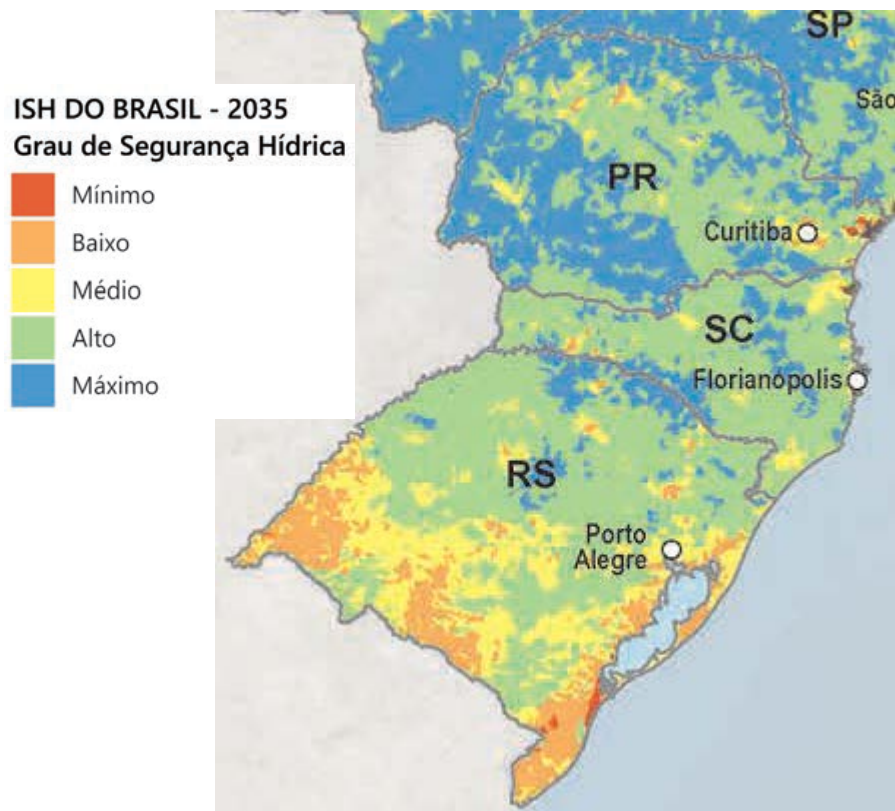 SP
ISH DO BRASIL - 2035
São
Grau de Segurança Hídrica
Mínimo
PR
Baixo
Curitiba
Médio
SC
Alto
Florianópolis
Máximo
RS
Porto
Alegre